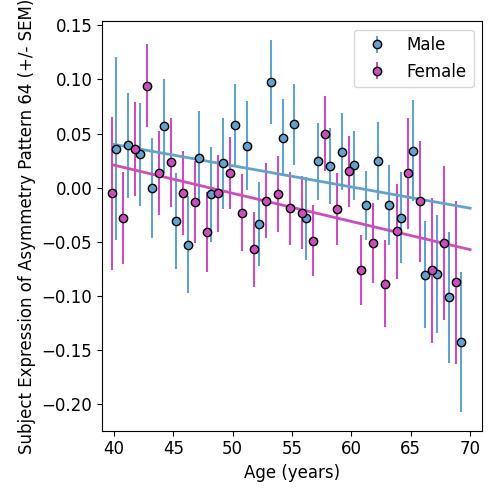 Subject Expression of Asymmetry Pattern 64 (+/- SEM)
0.15
0.10
0.05
0.00
−0.05
−0.10
−0.15
−0.20
Male
Female
40 45 50 55 60 65 70
Age (years)